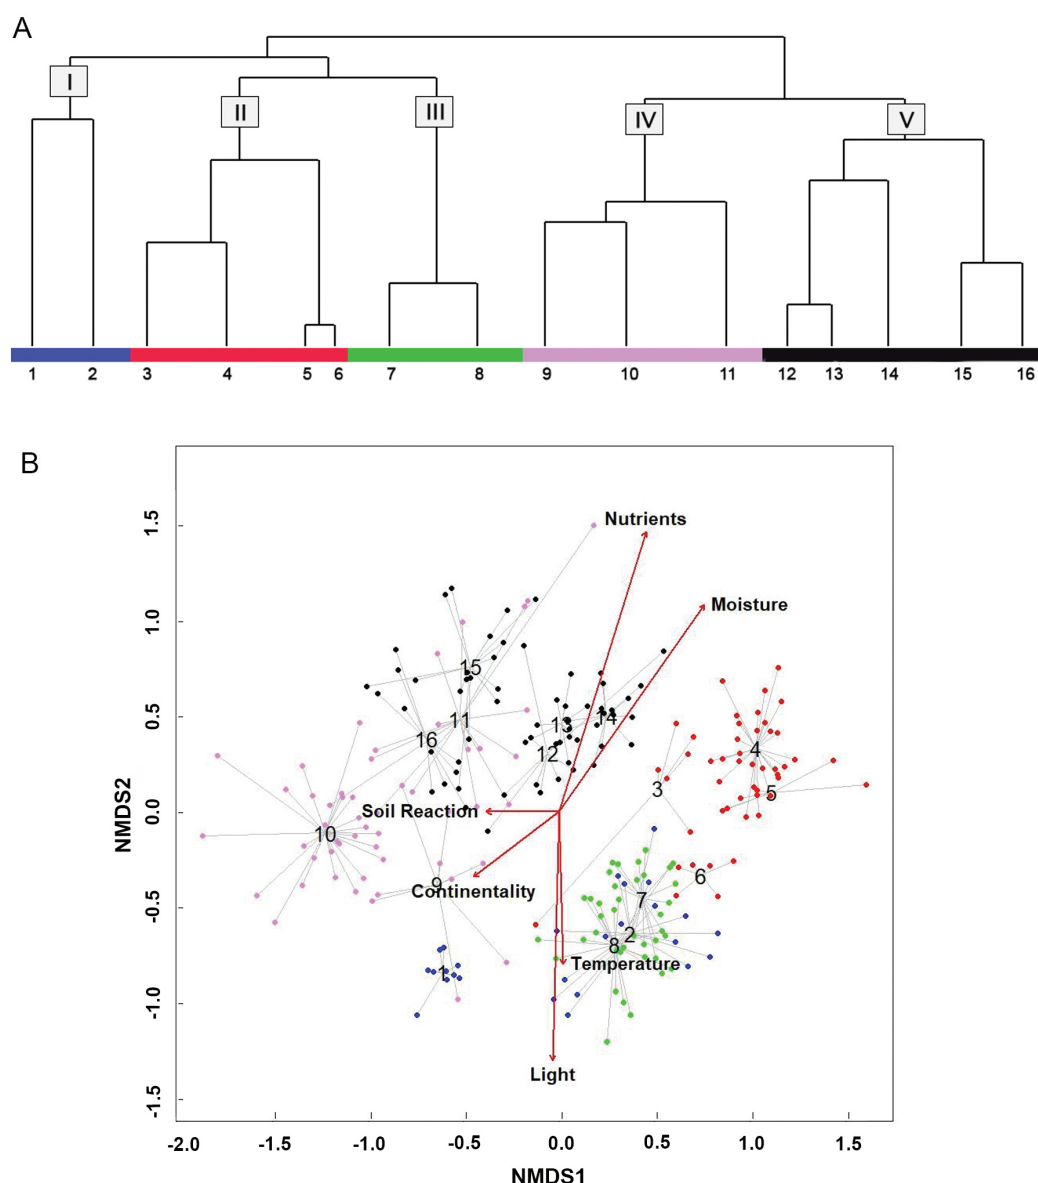 A
I
II
III
IV
V
1 2 3 4 5 6 7 8 9 10 11 12 13 14 15 16
B
Nutrients
1.5
Moisture
1.0
15
11
14
13
0.5
16
12
4
3
5
Soil Reaction
0.0
10
NMDS2
6
9
Continentality
7
-0.5
2
8
Temperature
1
-1.0
Light
-1.5
-2.0 -1.5 -1.0 -0.5 0.0 0.5 1.0 1.5
NMDS1